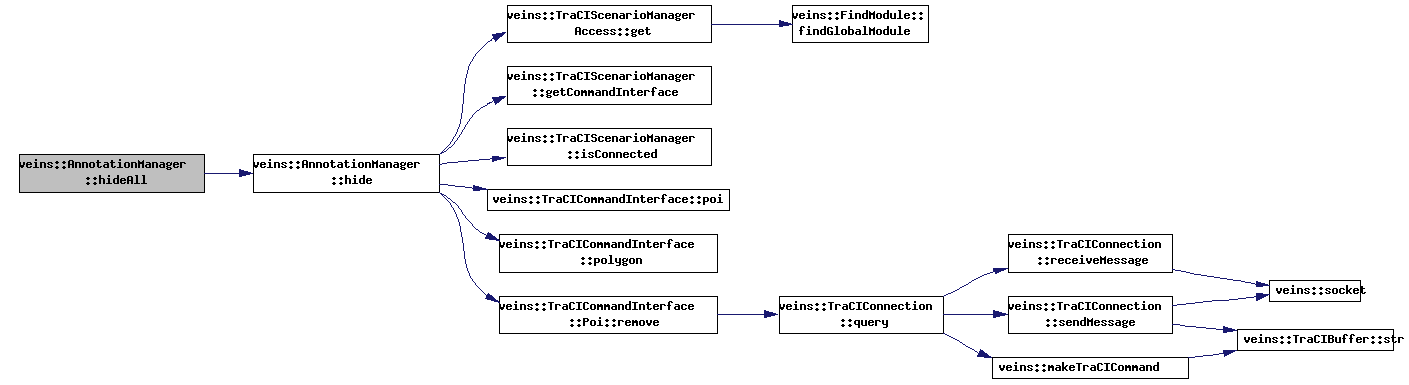 veins::AnnotationManager
::hideAll
veins::AnnotationManager
::hide
veins::TraCIScenarioManager
Access::get
veins::TraCIScenarioManager
::getCommandInterface
veins::TraCIScenarioManager
::isConnected
veins::TraCICommandInterface::poi
veins::TraCICommandInterface
::polygon
veins::TraCICommandInterface
::Poi::remove
veins::FindModule::
findGlobalModule
veins::TraCIConnection
::query
veins::TraCIConnection
::receiveMessage
veins::TraCIConnection
::sendMessage
veins::makeTraCICommand
veins::socket
veins::TraCIBuffer::str